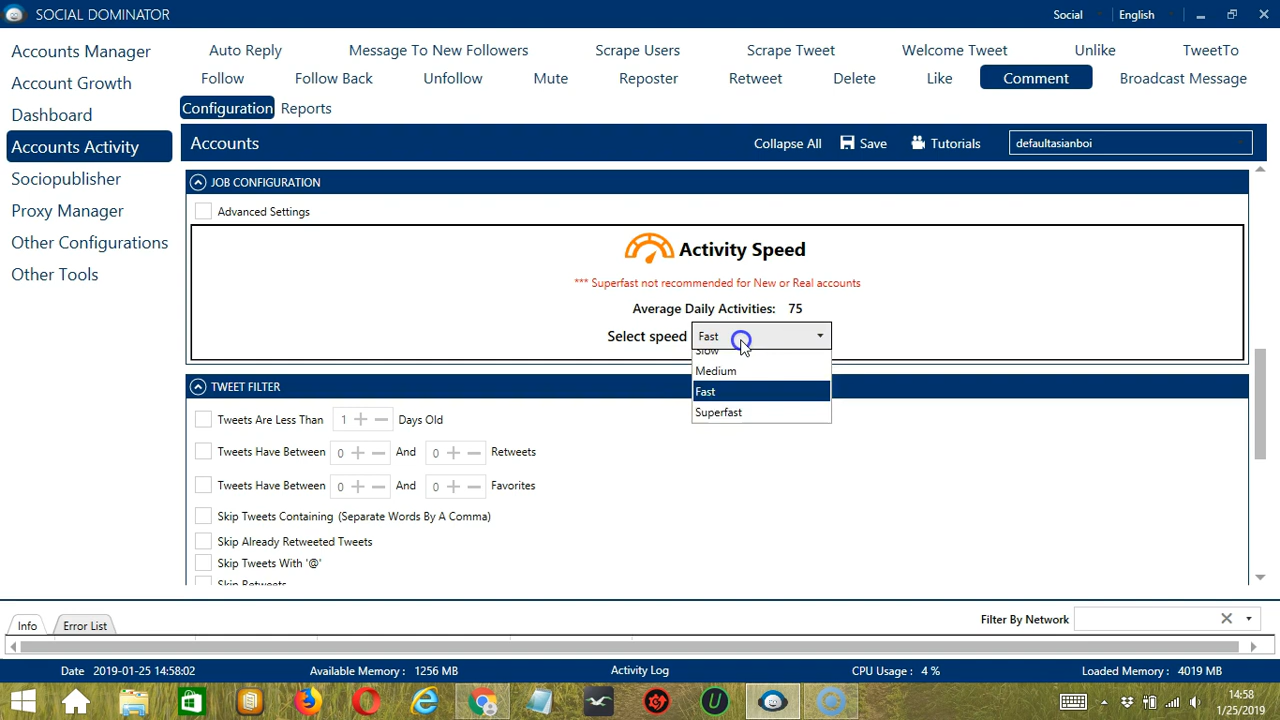 SOCIAL DOMINATOR
Social
English
Accounts Manager
Account Growth
Dashboard
Accounts Activity
Sociopublisher
Proxy Manager
Other Configurations
Other Tools
Auto Reply
Message To New Followers
Scrape Users
Scrape Tweet
Welcome Tweet
Unlike
TweetTo
Follow
Follow Back
Unfollow
Mute
Reposter
Retweet
Delete
Like
Comment
Broadcast Message
Configuration
Reports
Accounts
Collapse All
Save
Tutorials
defaultasianboi
JOB CONFIGURATION
Advanced Settings
Activity Speed
*** Superfast not recommended for New or Real accounts
Average Daily Activities: 75
Select speed
Fast
Slow
Medium
Fast
Superfast
TWEET FILTER
Tweets Are Less Than 1 + − Days Old
Tweets Have Between 0 + − And 0 + − Retweets
Tweets Have Between 0 + − And 0 + − Favorites
Skip Tweets Containing (Separate Words By A Comma)
Skip Already Retweeted Tweets
Skip Tweets With '@'
Skip Retweets
Info
Error List
Filter By Network
Date 2019-01-25 14:58:02
Available Memory : 1256 MB
Activity Log
CPU Usage : 4 %
Loaded Memory : 4019 MB
14:58
1/25/2019